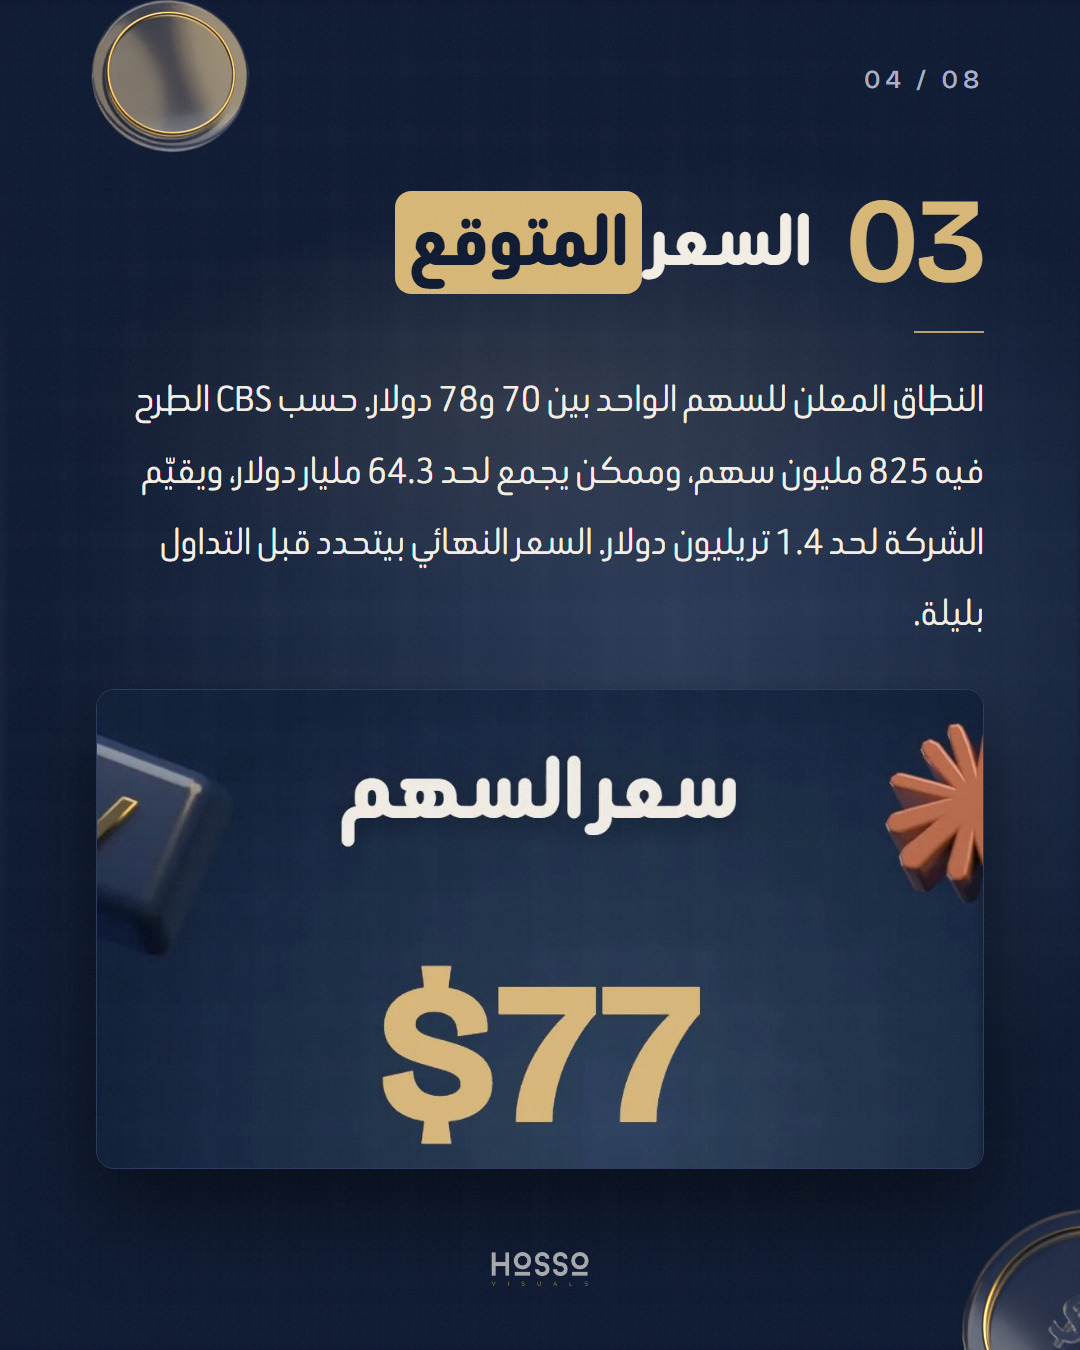 04 / 08
03 السعر المتوقع
النطاق المعلن للسهم الواحد بين 70 و78 دولار. حسب CBS الطرح
فيه 825 مليون سهم، وممكن يجمع لحد 64.3 مليار دولار، ويقيّم
الشركة لحد 1.4 تريليون دولار. السعر النهائي بيتحدد قبل التداول
بليلة.
سعر السهم
$77
HOSSO
VISUALS